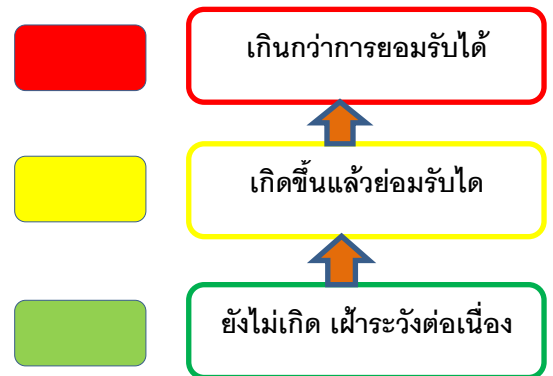 เกินกว่าการยอมรับได้
เกิดขึ้นแล้วย่อมรับได
ยังไม่เกิด เฝ้าระวังต่อเนื่อง